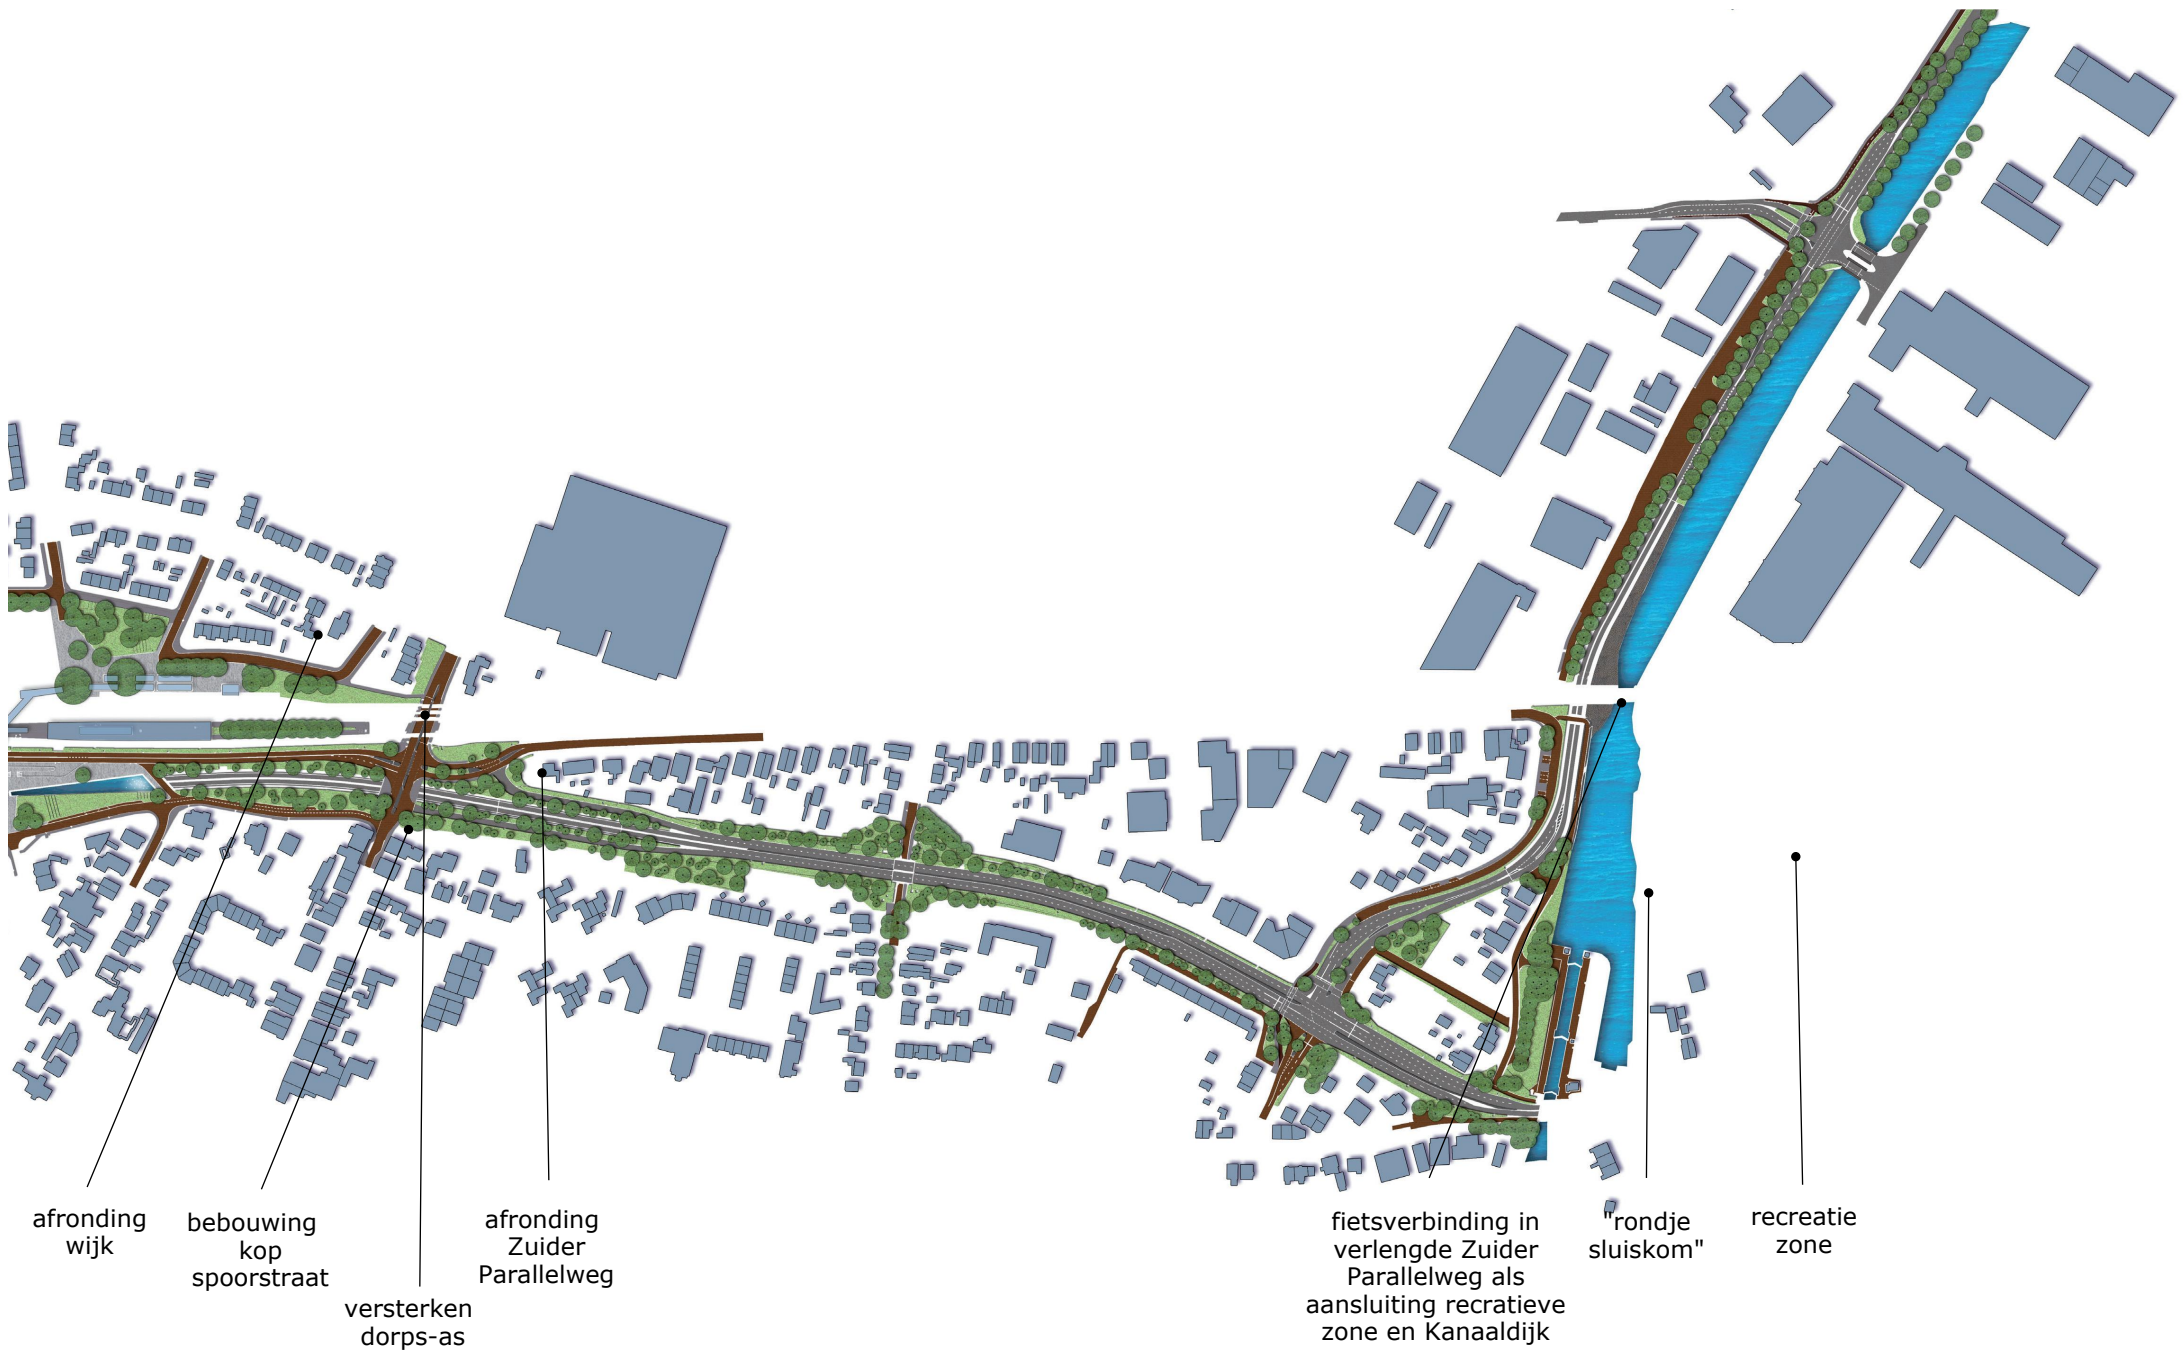 afronding
wijk
bebouwing
kop
spoorstraat
versterken
dorps-as
afronding
Zuider
Parallelweg
fietsverbinding in
verlengde Zuider
Parallelweg als
aansluiting recratieve
zone en Kanaaldijk
"rondje
sluiskom"
recreatie
zone